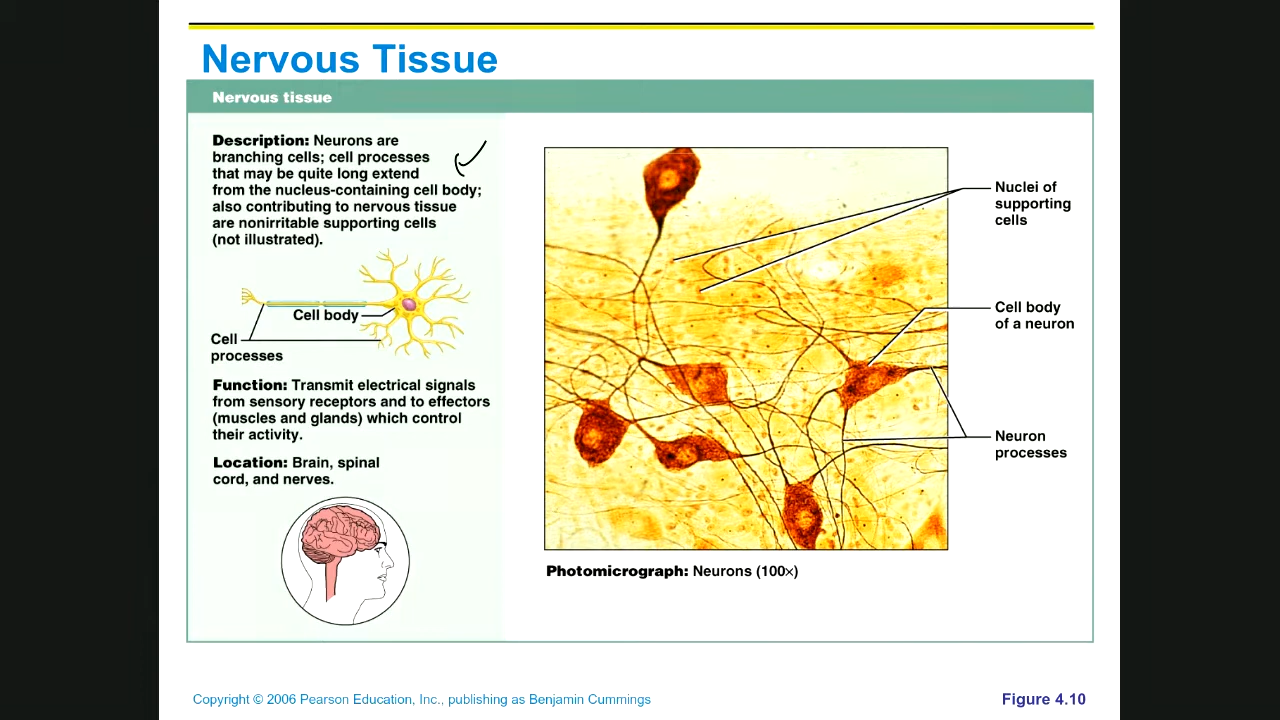 Nervous Tissue
Nervous tissue
Description: Neurons are
branching cells; cell processes
that may be quite long extend
from the nucleus-containing cell body;
also contributing to nervous tissue
are nonirritable supporting cells
(not illustrated).
Cell body
Cell
processes
Function: Transmit electrical signals
from sensory receptors and to effectors
(muscles and glands) which control
their activity.
Location: Brain, spinal
cord, and nerves.
Nuclei of
supporting
cells
Cell body
of a neuron
Neuron
processes
Photomicrograph: Neurons (100×)
Copyright © 2006 Pearson Education, Inc., publishing as Benjamin Cummings
Figure 4.10